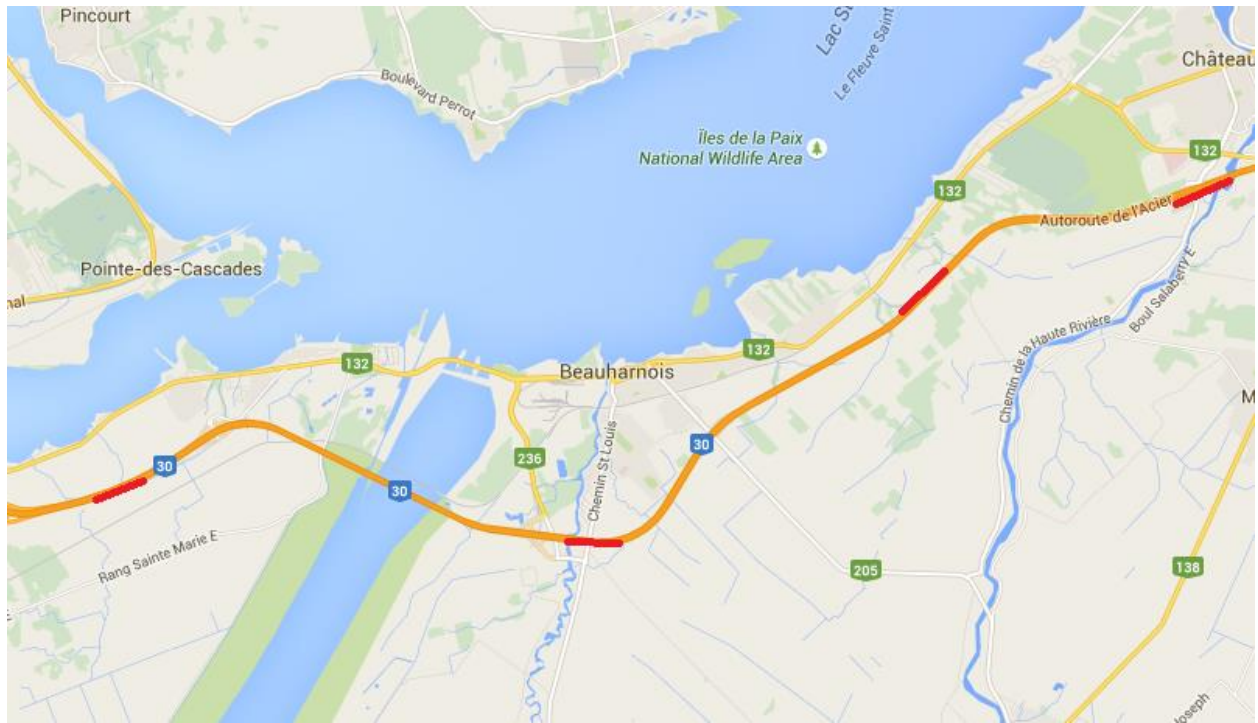 Pincourt
Boulevard Perrot
Lac St
Le Fleuve Saint
Château
Îles de la Paix
National Wildlife Area
132
132
Autoroute de l'Acier
Pointe-des-Cascades
nal
Boul Salaberry E
Chemin de la Haute Rivière
132
132
132
Beauharnois
M
30
236
30
30
Chemin St Louis
Rang Sainte Marie E
E
205
138
Joseph